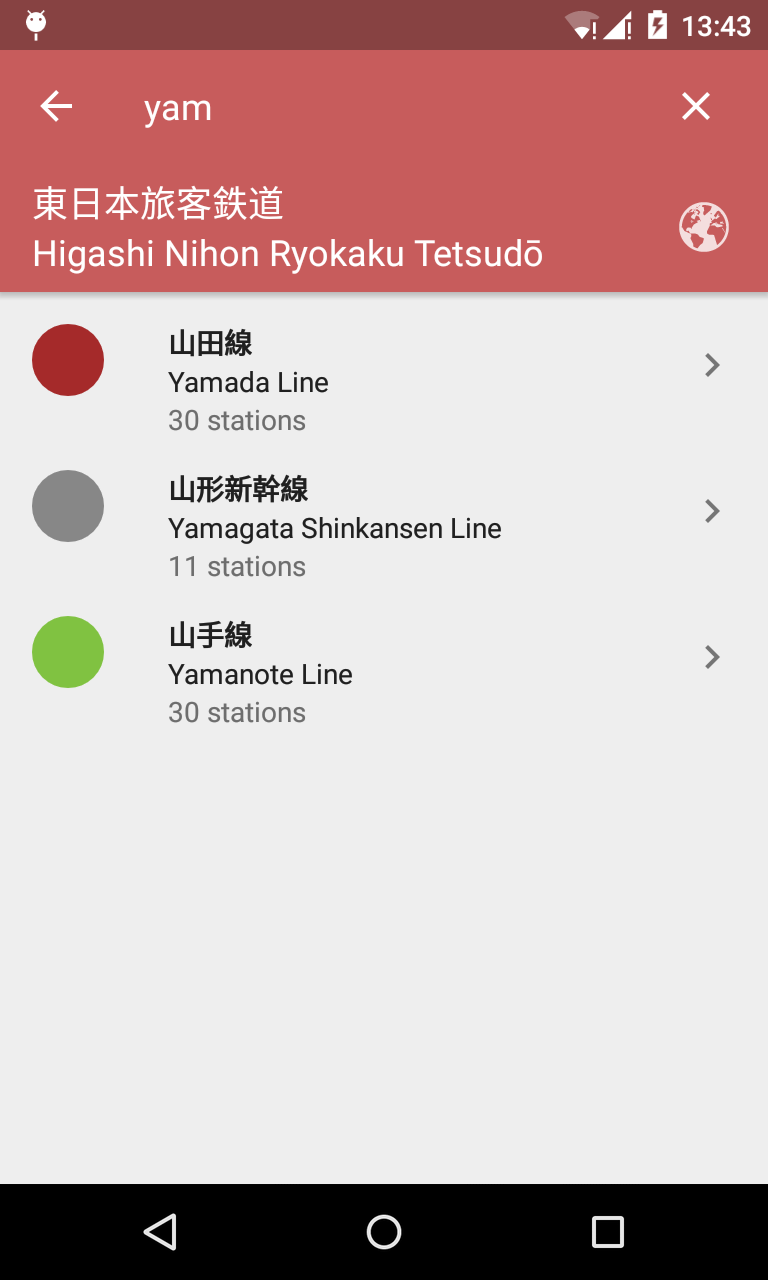 13:43
yam
東日本旅客鉄道
Higashi Nihon Ryokaku Tetsudō
山田線
Yamada Line
30 stations
山形新幹線
Yamagata Shinkansen Line
11 stations
山手線
Yamanote Line
30 stations